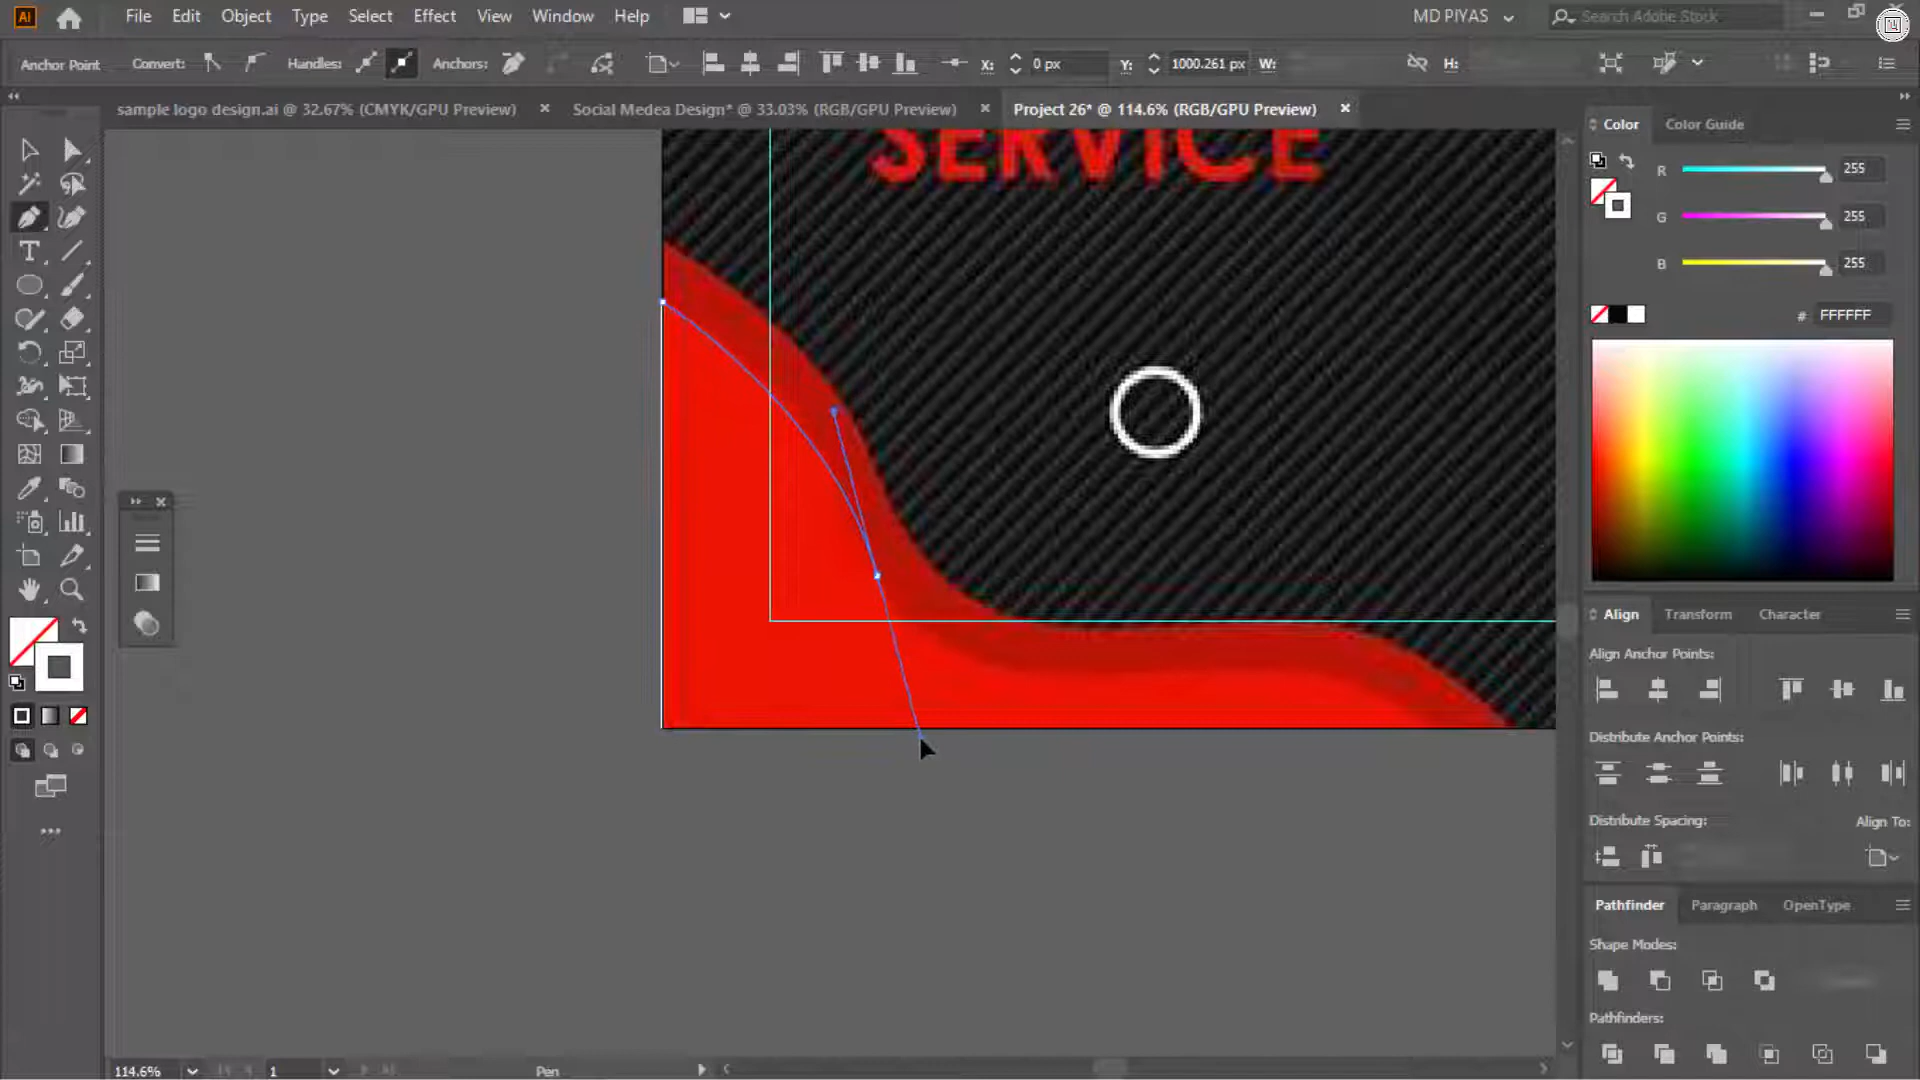 Ai File Edit Object Type Select Effect View Window Help MD PIYAS Search Adobe Stock
Anchor Point Convert: Handles: Anchors: X: 0 px Y: 1000.261 px W: H:
sample logo design.ai @ 32.67% (CMYK/GPU Preview) Social Medea Design* @ 33.03% (RGB/GPU Preview) Project 26* @ 114.6% (RGB/GPU Preview)
Color Color Guide
SERVICE
R 255
G 255
B 255
# FFFFFF
Align Transform Character
Align Anchor Points:
Distribute Anchor Points:
Distribute Spacing: Align To:
Pathfinder Paragraph OpenType
Shape Modes:
Pathfinders:
114.6% 1 Pen